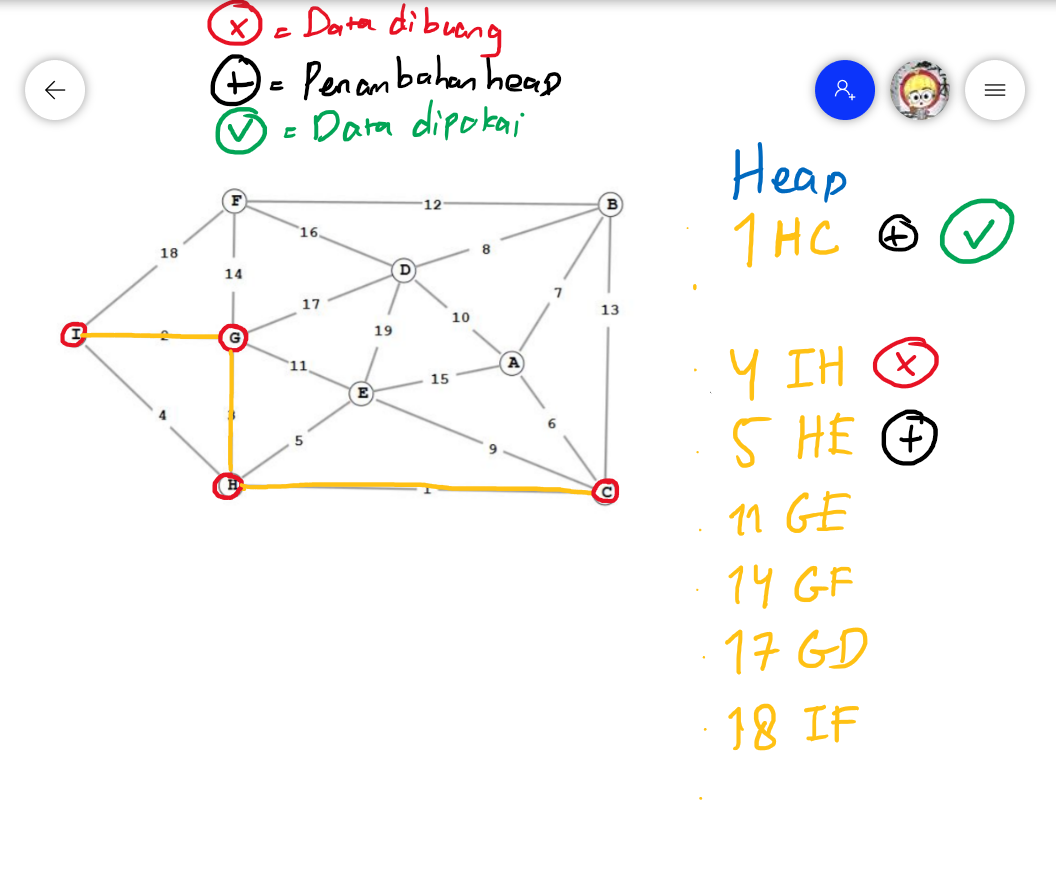 x = Data dibuang
+ = Penambahan heap
✓ = Data dipakai
Heap
1 HC + ✓
4 IH x
5 HE +
11 GE
14 GF
17 GD
18 IF
F 12 B
16
8
18
D
14
17
7
10
13
19
I 2 G
11
A
15
E
4
3
6
5
9
H 1 C